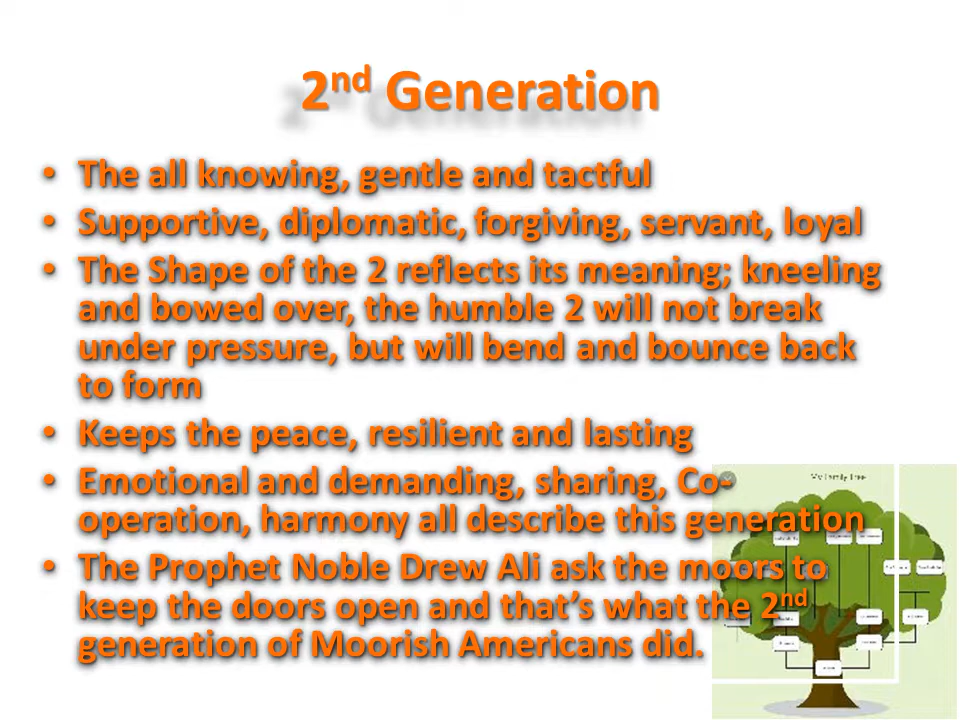 2nd Generation
• The all knowing, gentle and tactful
• Supportive, diplomatic, forgiving, servant, loyal
• The Shape of the 2 reflects its meaning; kneeling
and bowed over, the humble 2 will not break
under pressure, but will bend and bounce back
to form
• Keeps the peace, resilient and lasting
• Emotional and demanding, sharing, Co-
operation, harmony all describe this generation
• The Prophet Noble Drew Ali ask the moors to
keep the doors open and that's what the 2nd
generation of Moorish Americans did.
My Family Tree